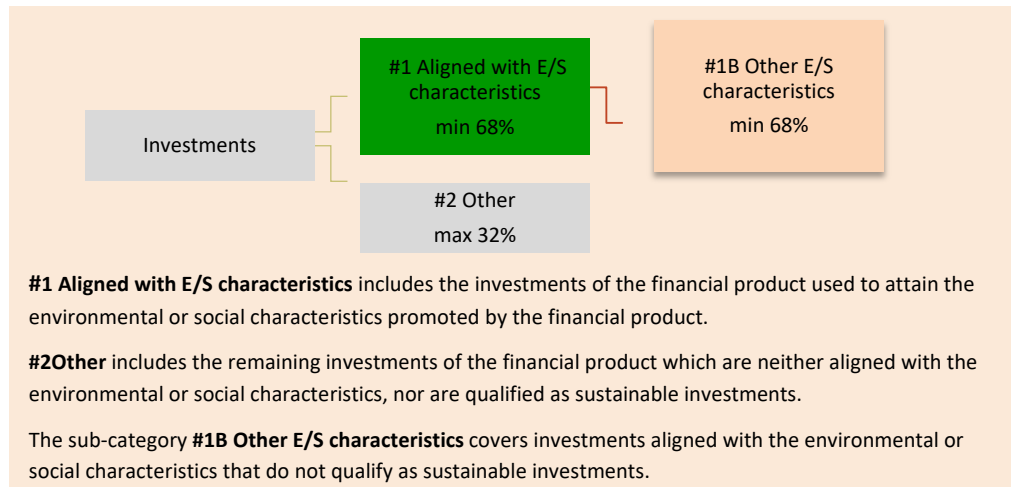 #1 Aligned with E/S
characteristics
min 68%
#1B Other E/S
characteristics
min 68%
Investments
#2 Other
max 32%
#1 Aligned with E/S characteristics includes the investments of the financial product used to attain the
environmental or social characteristics promoted by the financial product.
#2Other includes the remaining investments of the financial product which are neither aligned with the
environmental or social characteristics, nor are qualified as sustainable investments.
The sub-category #1B Other E/S characteristics covers investments aligned with the environmental or
social characteristics that do not qualify as sustainable investments.